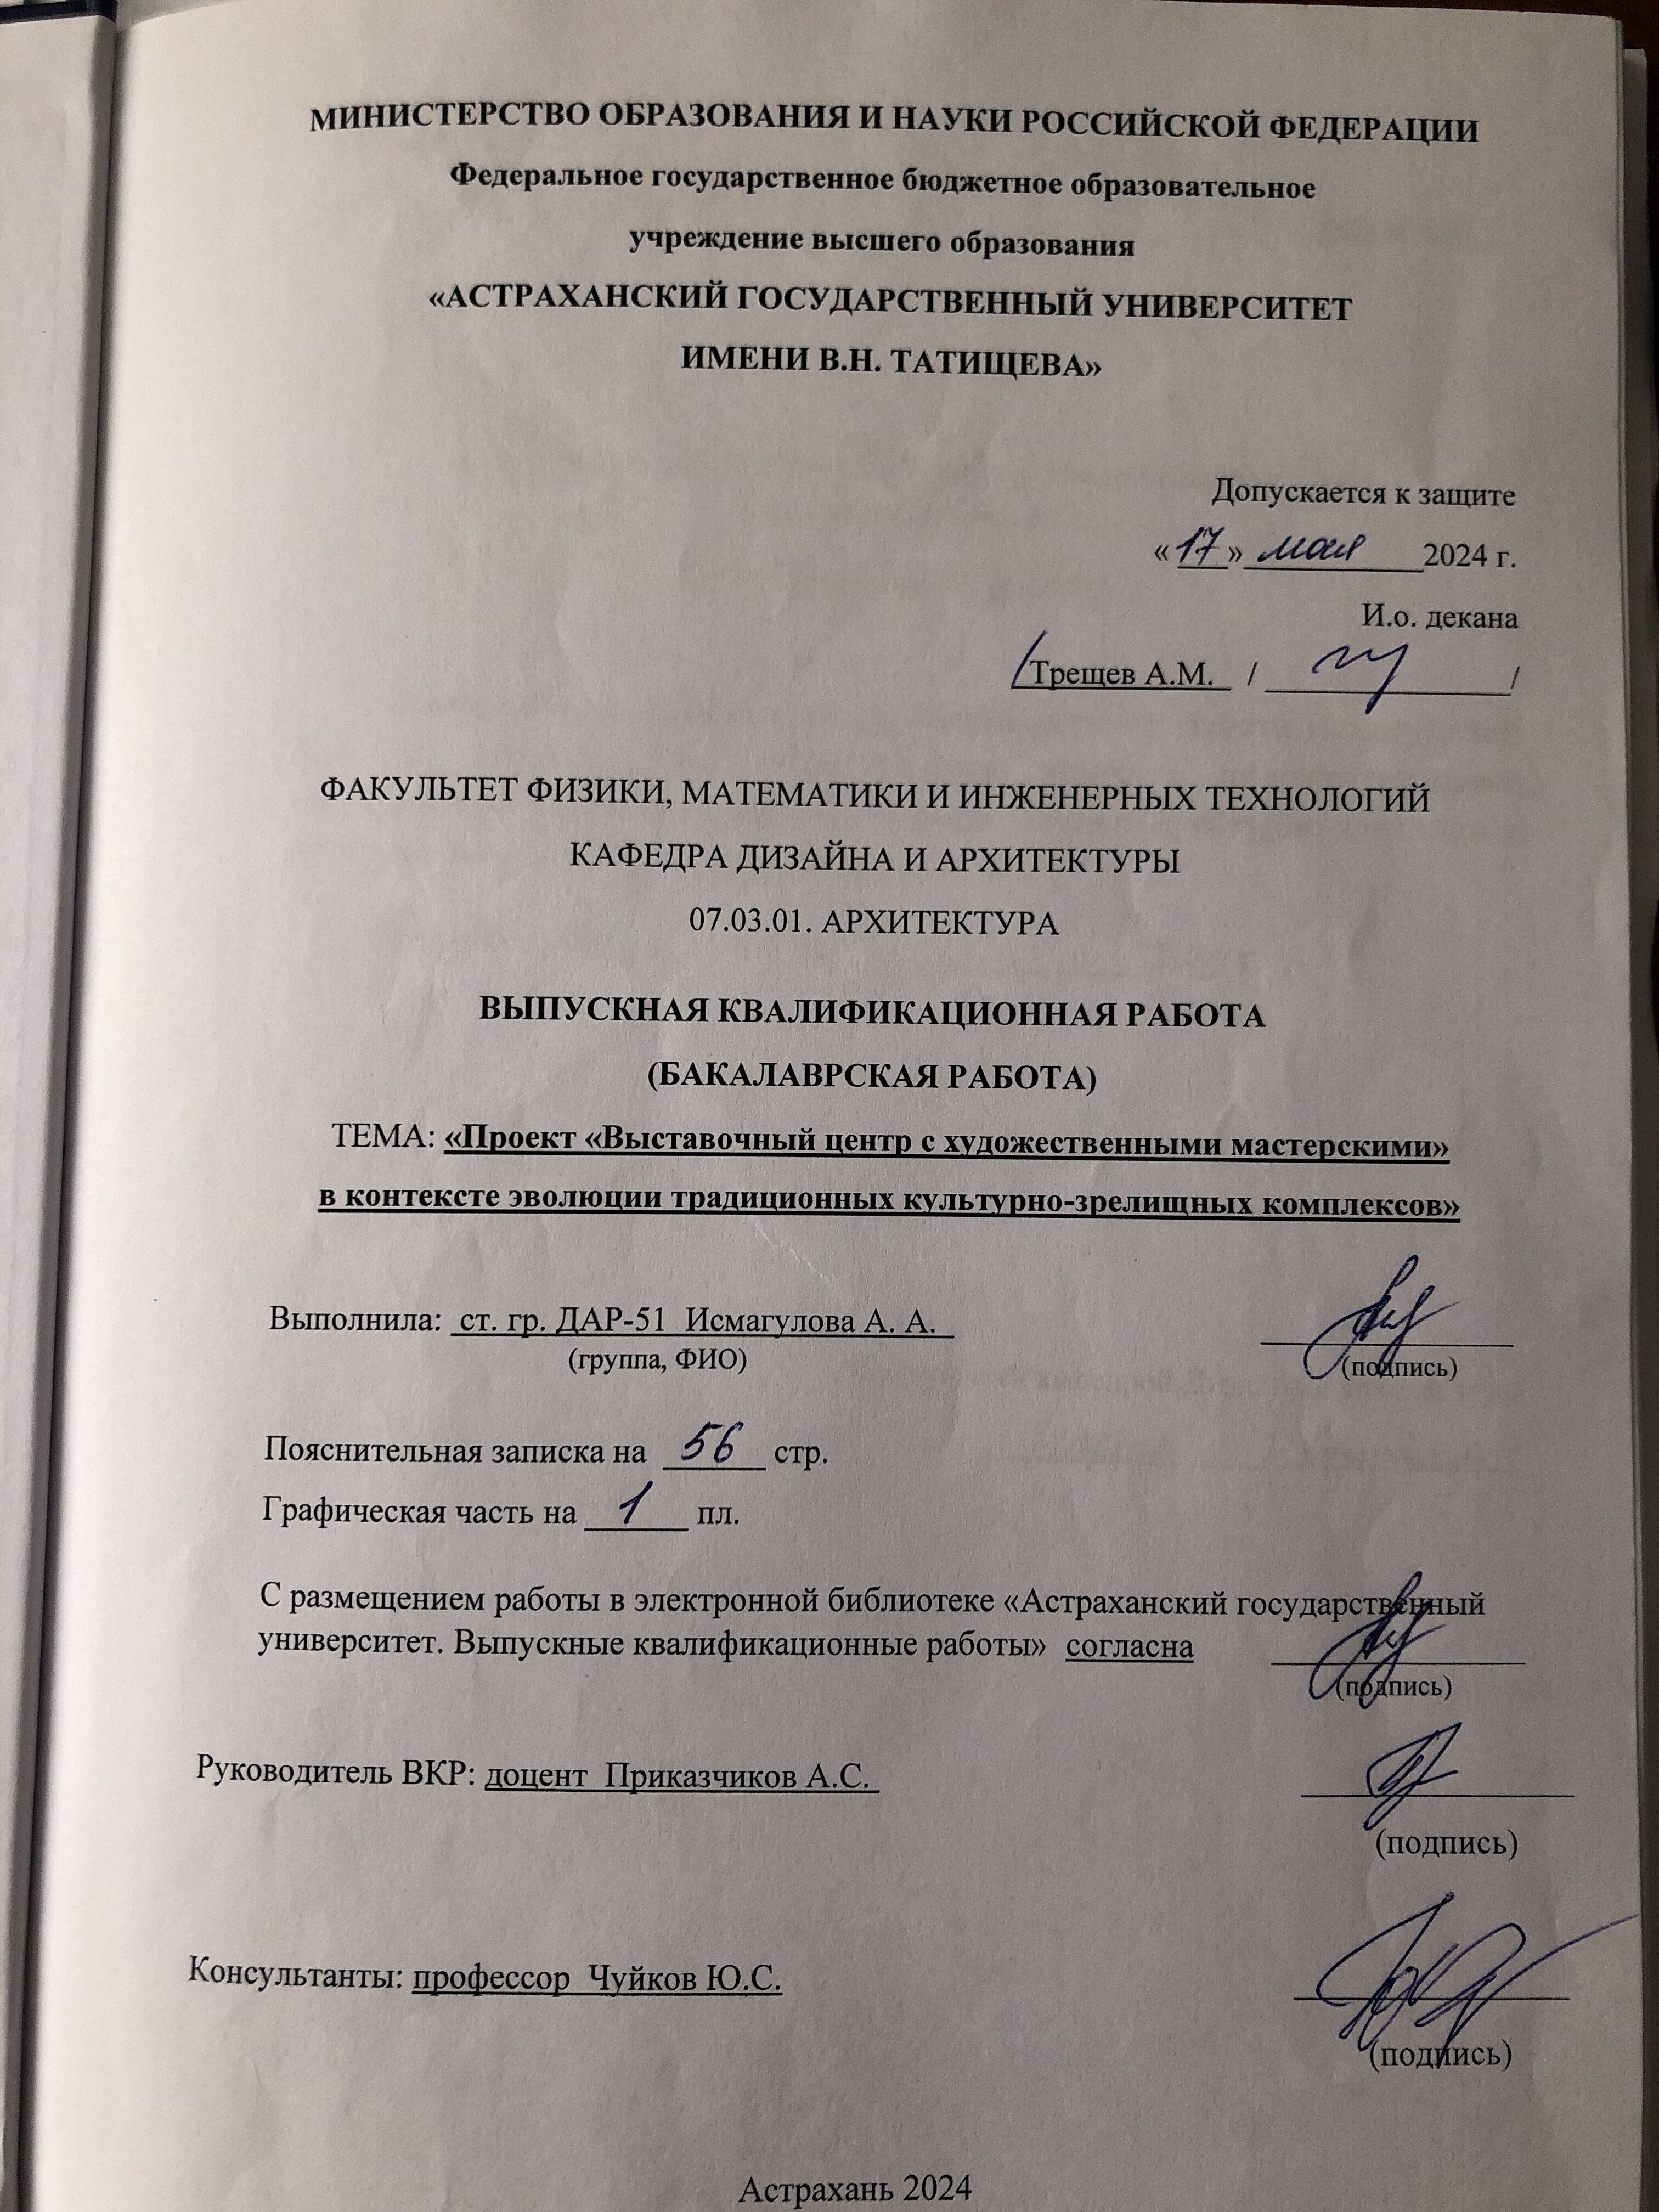 МИНИСТЕРСТВО ОБРАЗОВАНИЯ И НАУКИ РОССИЙСКОЙ ФЕДЕРАЦИИ
Федеральное государственное бюджетное образовательное
учреждение высшего образования
«АСТРАХАНСКИЙ ГОСУДАРСТВЕННЫЙ УНИВЕРСИТЕТ
ИМЕНИ В.Н. ТАТИЩЕВА»
Допускается к защите
«17» мая 2024 г.
И.о. декана
Трещев А.М. / /
ФАКУЛЬТЕТ ФИЗИКИ, МАТЕМАТИКИ И ИНЖЕНЕРНЫХ ТЕХНОЛОГИЙ
КАФЕДРА ДИЗАЙНА И АРХИТЕКТУРЫ
07.03.01. АРХИТЕКТУРА
ВЫПУСКНАЯ КВАЛИФИКАЦИОННАЯ РАБОТА
(БАКАЛАВРСКАЯ РАБОТА)
ТЕМА: «Проект «Выставочный центр с художественными мастерскими»
в контексте эволюции традиционных культурно-зрелищных комплексов»
Выполнила: ст. гр. ДАР-51 Исмагулова А. А.
(группа, ФИО) (подпись)
Пояснительная записка на 56 стр.
Графическая часть на 1 пл.
С размещением работы в электронной библиотеке «Астраханский государственный
университет. Выпускные квалификационные работы» согласна
(подпись)
Руководитель ВКР: доцент Приказчиков А.С.
(подпись)
Консультанты: профессор Чуйков Ю.С.
(подпись)
Астрахань 2024